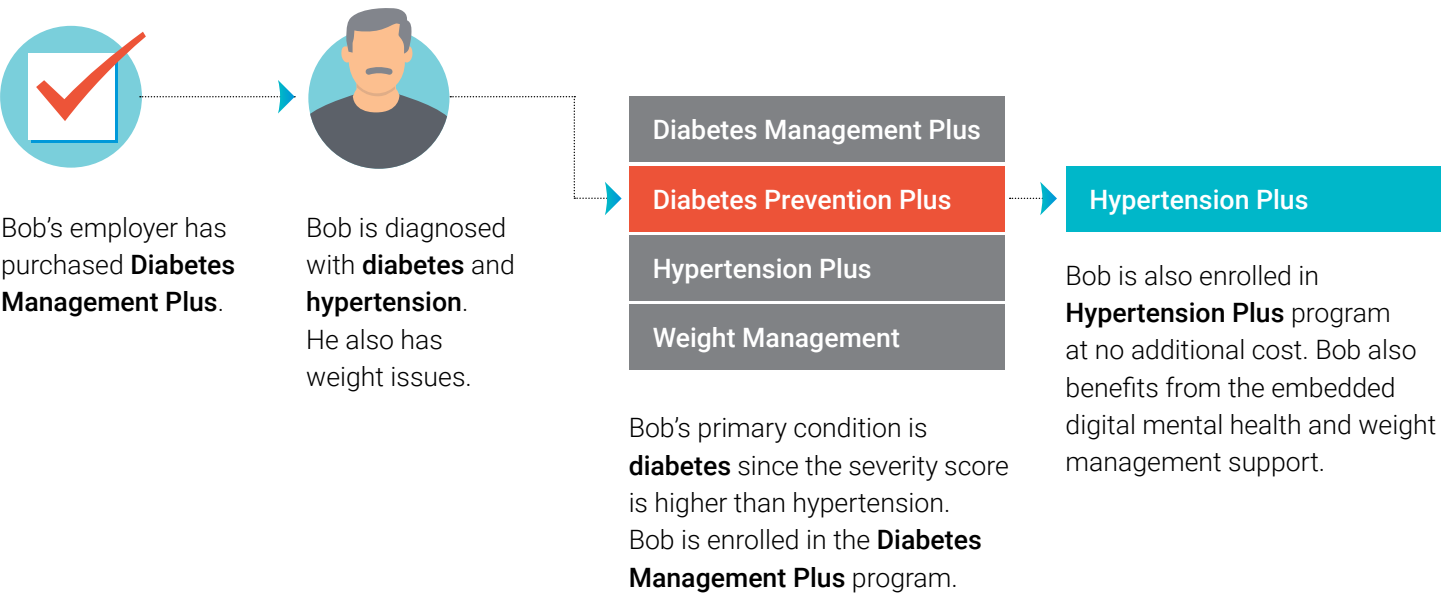 Bob’s employer has
purchased Diabetes
Management Plus.
Bob is diagnosed
with diabetes and
hypertension.
He also has
weight issues.
Diabetes Management Plus
Diabetes Prevention Plus
Hypertension Plus
Weight Management
Bob’s primary condition is
diabetes since the severity score
is higher than hypertension.
Bob is enrolled in the Diabetes
Management Plus program.
Hypertension Plus
Bob is also enrolled in
Hypertension Plus program
at no additional cost. Bob also
benefits from the embedded
digital mental health and weight
management support.